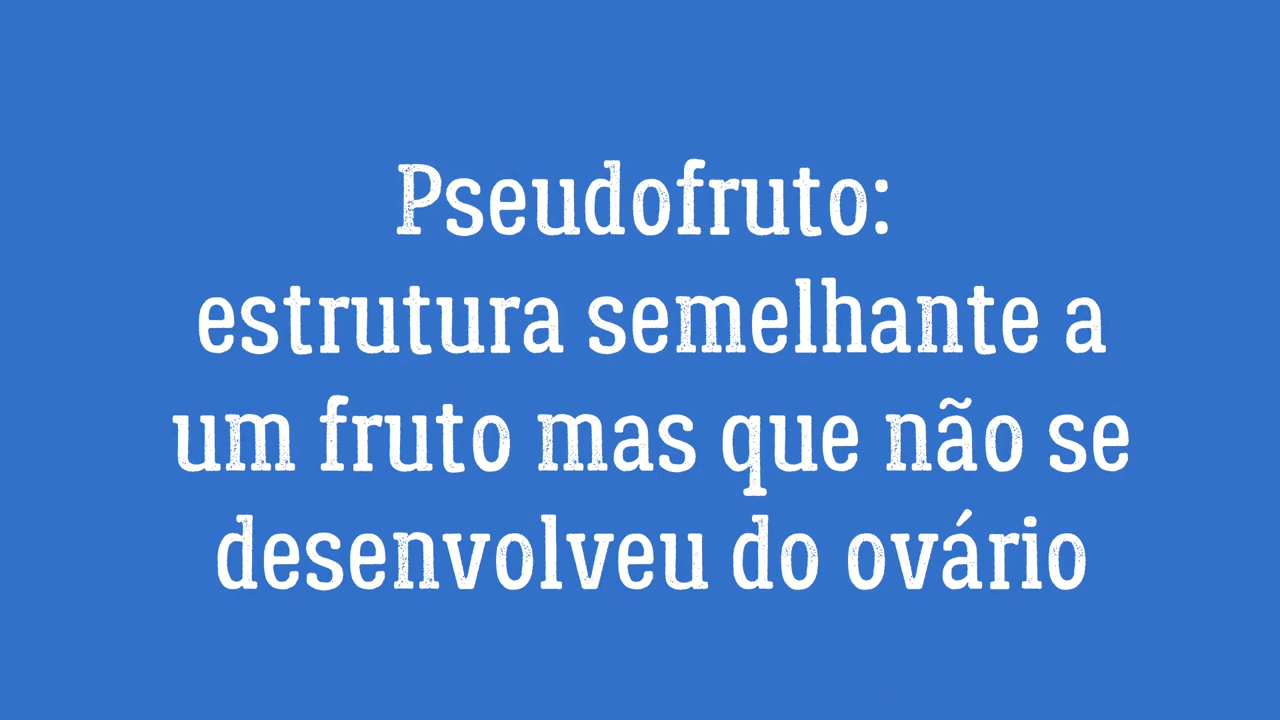 Pseudofruto:
estrutura semelhante a
um fruto mas que não se
desenvolveu do ovário